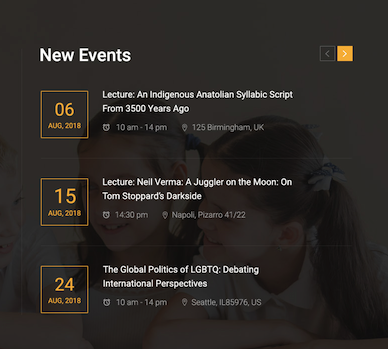 New Events
06
AUG, 2018
Lecture: An Indigenous Anatolian Syllabic Script
From 3500 Years Ago
10 am - 14 pm 125 Birmingham, UK
15
AUG, 2018
Lecture: Neil Verma: A Juggler on the Moon: On
Tom Stoppard's Darkside
14:30 pm Napoli, Pizarro 41/22
24
AUG, 2018
The Global Politics of LGBTQ: Debating
International Perspectives
10 am - 14 pm Seattle, IL85976, US